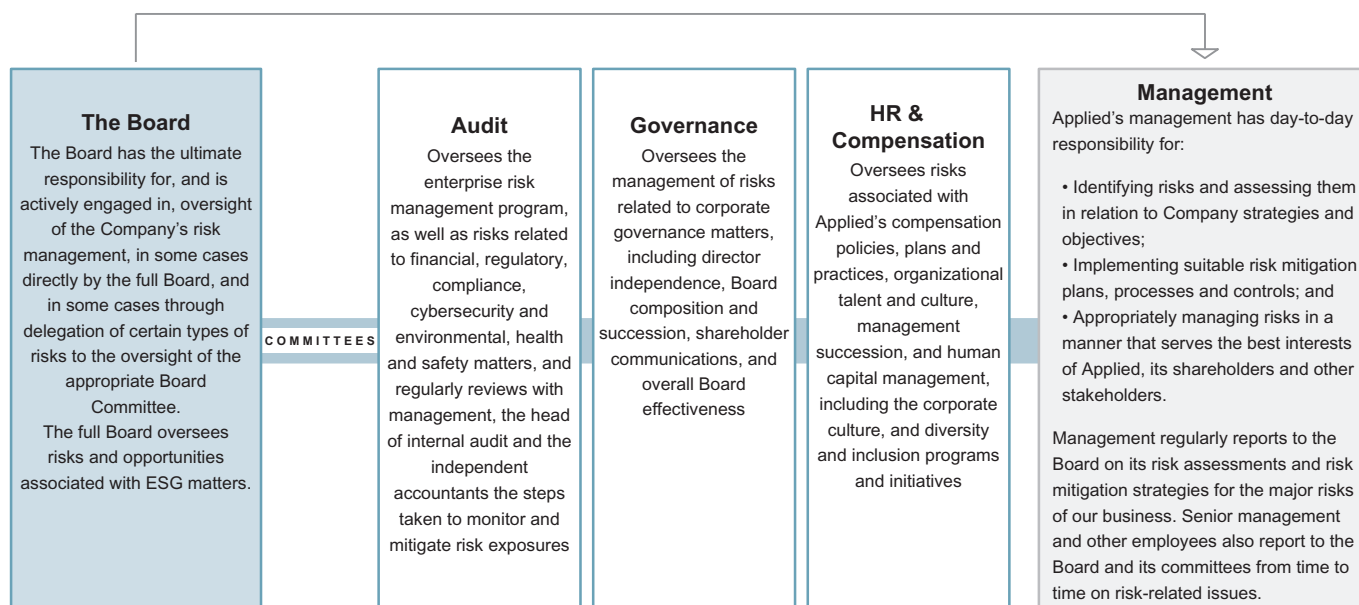 The Board
The Board has the ultimate
responsibility for, and is
actively engaged in, oversight
of the Company’s risk
management, in some cases
directly by the full Board, and
in some cases through
delegation of certain types of
risks to the oversight of the
appropriate Board
Committee.
The full Board oversees
risks and opportunities
associated with ESG matters.
COMMITTEES
Audit
Oversees the
enterprise risk
management program,
as well as risks related
to financial, regulatory,
compliance,
cybersecurity and
environmental, health
and safety matters, and
regularly reviews with
management, the head
of internal audit and the
independent
accountants the steps
taken to monitor and
mitigate risk exposures
Governance
Oversees the
management of risks
related to corporate
governance matters,
including director
independence, Board
composition and
succession, shareholder
communications, and
overall Board
effectiveness
HR &
Compensation
Oversees risks
associated with
Applied’s compensation
policies, plans and
practices, organizational
talent and culture,
management
succession, and human
capital management,
including the corporate
culture, and diversity
and inclusion programs
and initiatives
Management
Applied’s management has day-to-day
responsibility for:
• Identifying risks and assessing them
in relation to Company strategies and
objectives;
• Implementing suitable risk mitigation
plans, processes and controls; and
• Appropriately managing risks in a
manner that serves the best interests
of Applied, its shareholders and other
stakeholders.
Management regularly reports to the
Board on its risk assessments and risk
mitigation strategies for the major risks
of our business. Senior management
and other employees also report to the
Board and its committees from time to
time on risk-related issues.